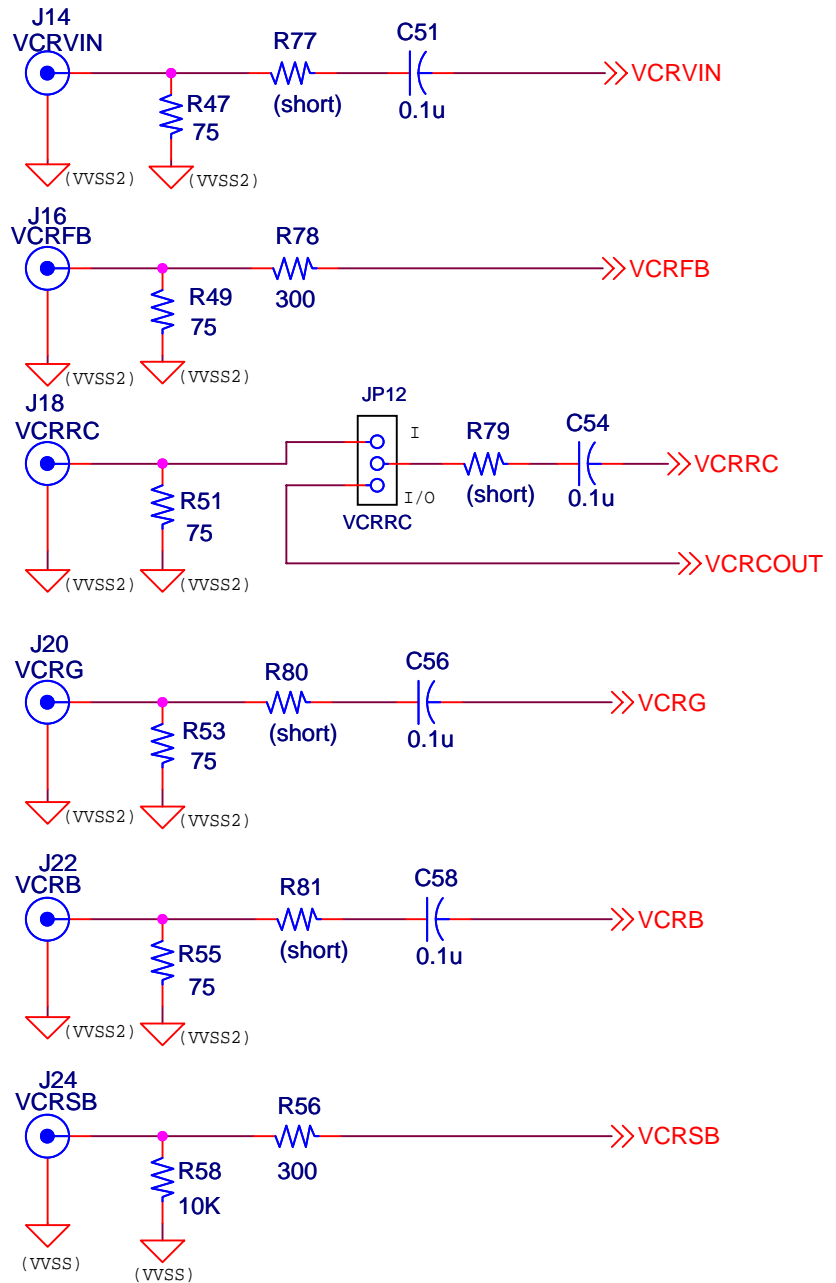 J14
VCRVIN
R77
(short)
C51
0.1u
VCRVIN
R47
75
(VVSS2)
(VVSS2)
J16
VCRFB
R78
300
VCRFB
R49
75
(VVSS2)
(VVSS2)
J18
VCRRC
JP12
I
I/O
VCRRC
R79
(short)
C54
0.1u
VCRRC
R51
75
VCRCOUT
(VVSS2)
(VVSS2)
J20
VCRG
R80
(short)
C56
0.1u
VCRG
R53
75
(VVSS2)
(VVSS2)
J22
VCRB
R81
(short)
C58
0.1u
VCRB
R55
75
(VVSS2)
(VVSS2)
J24
VCRSB
R56
300
VCRSB
R58
10K
(VVSS)
(VVSS)